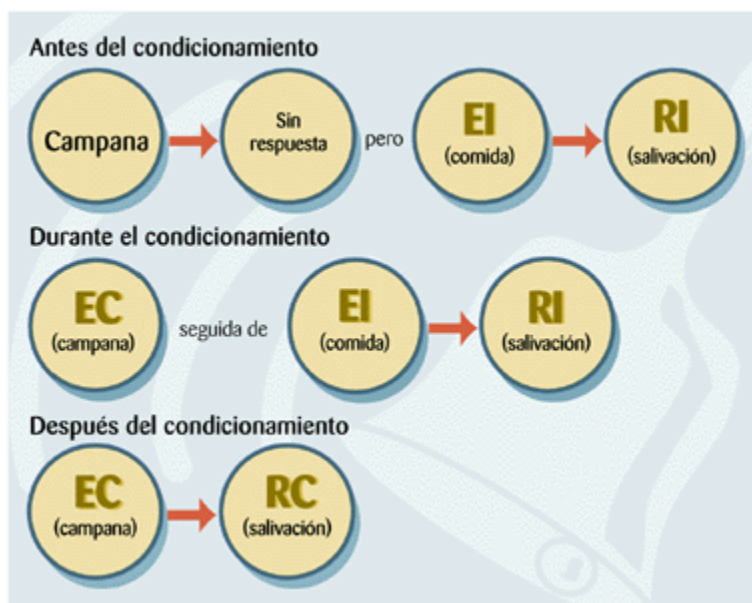 Antes del condicionamiento
Campana
Sin
respuesta
pero
EI
(comida)
RI
(salivación)
Durante el condicionamiento
EC
(campana)
seguida de
EI
(comida)
RI
(salivación)
Después del condicionamiento
EC
(campana)
RC
(salivación)